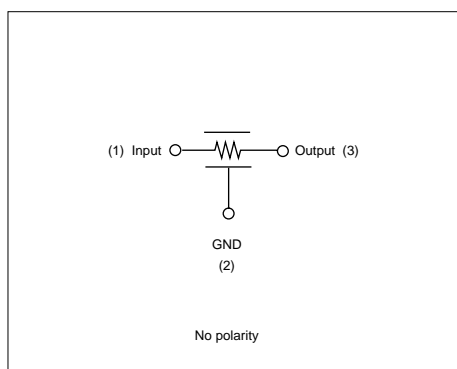 (1) Input Output (3)
GND
(2)
No polarity